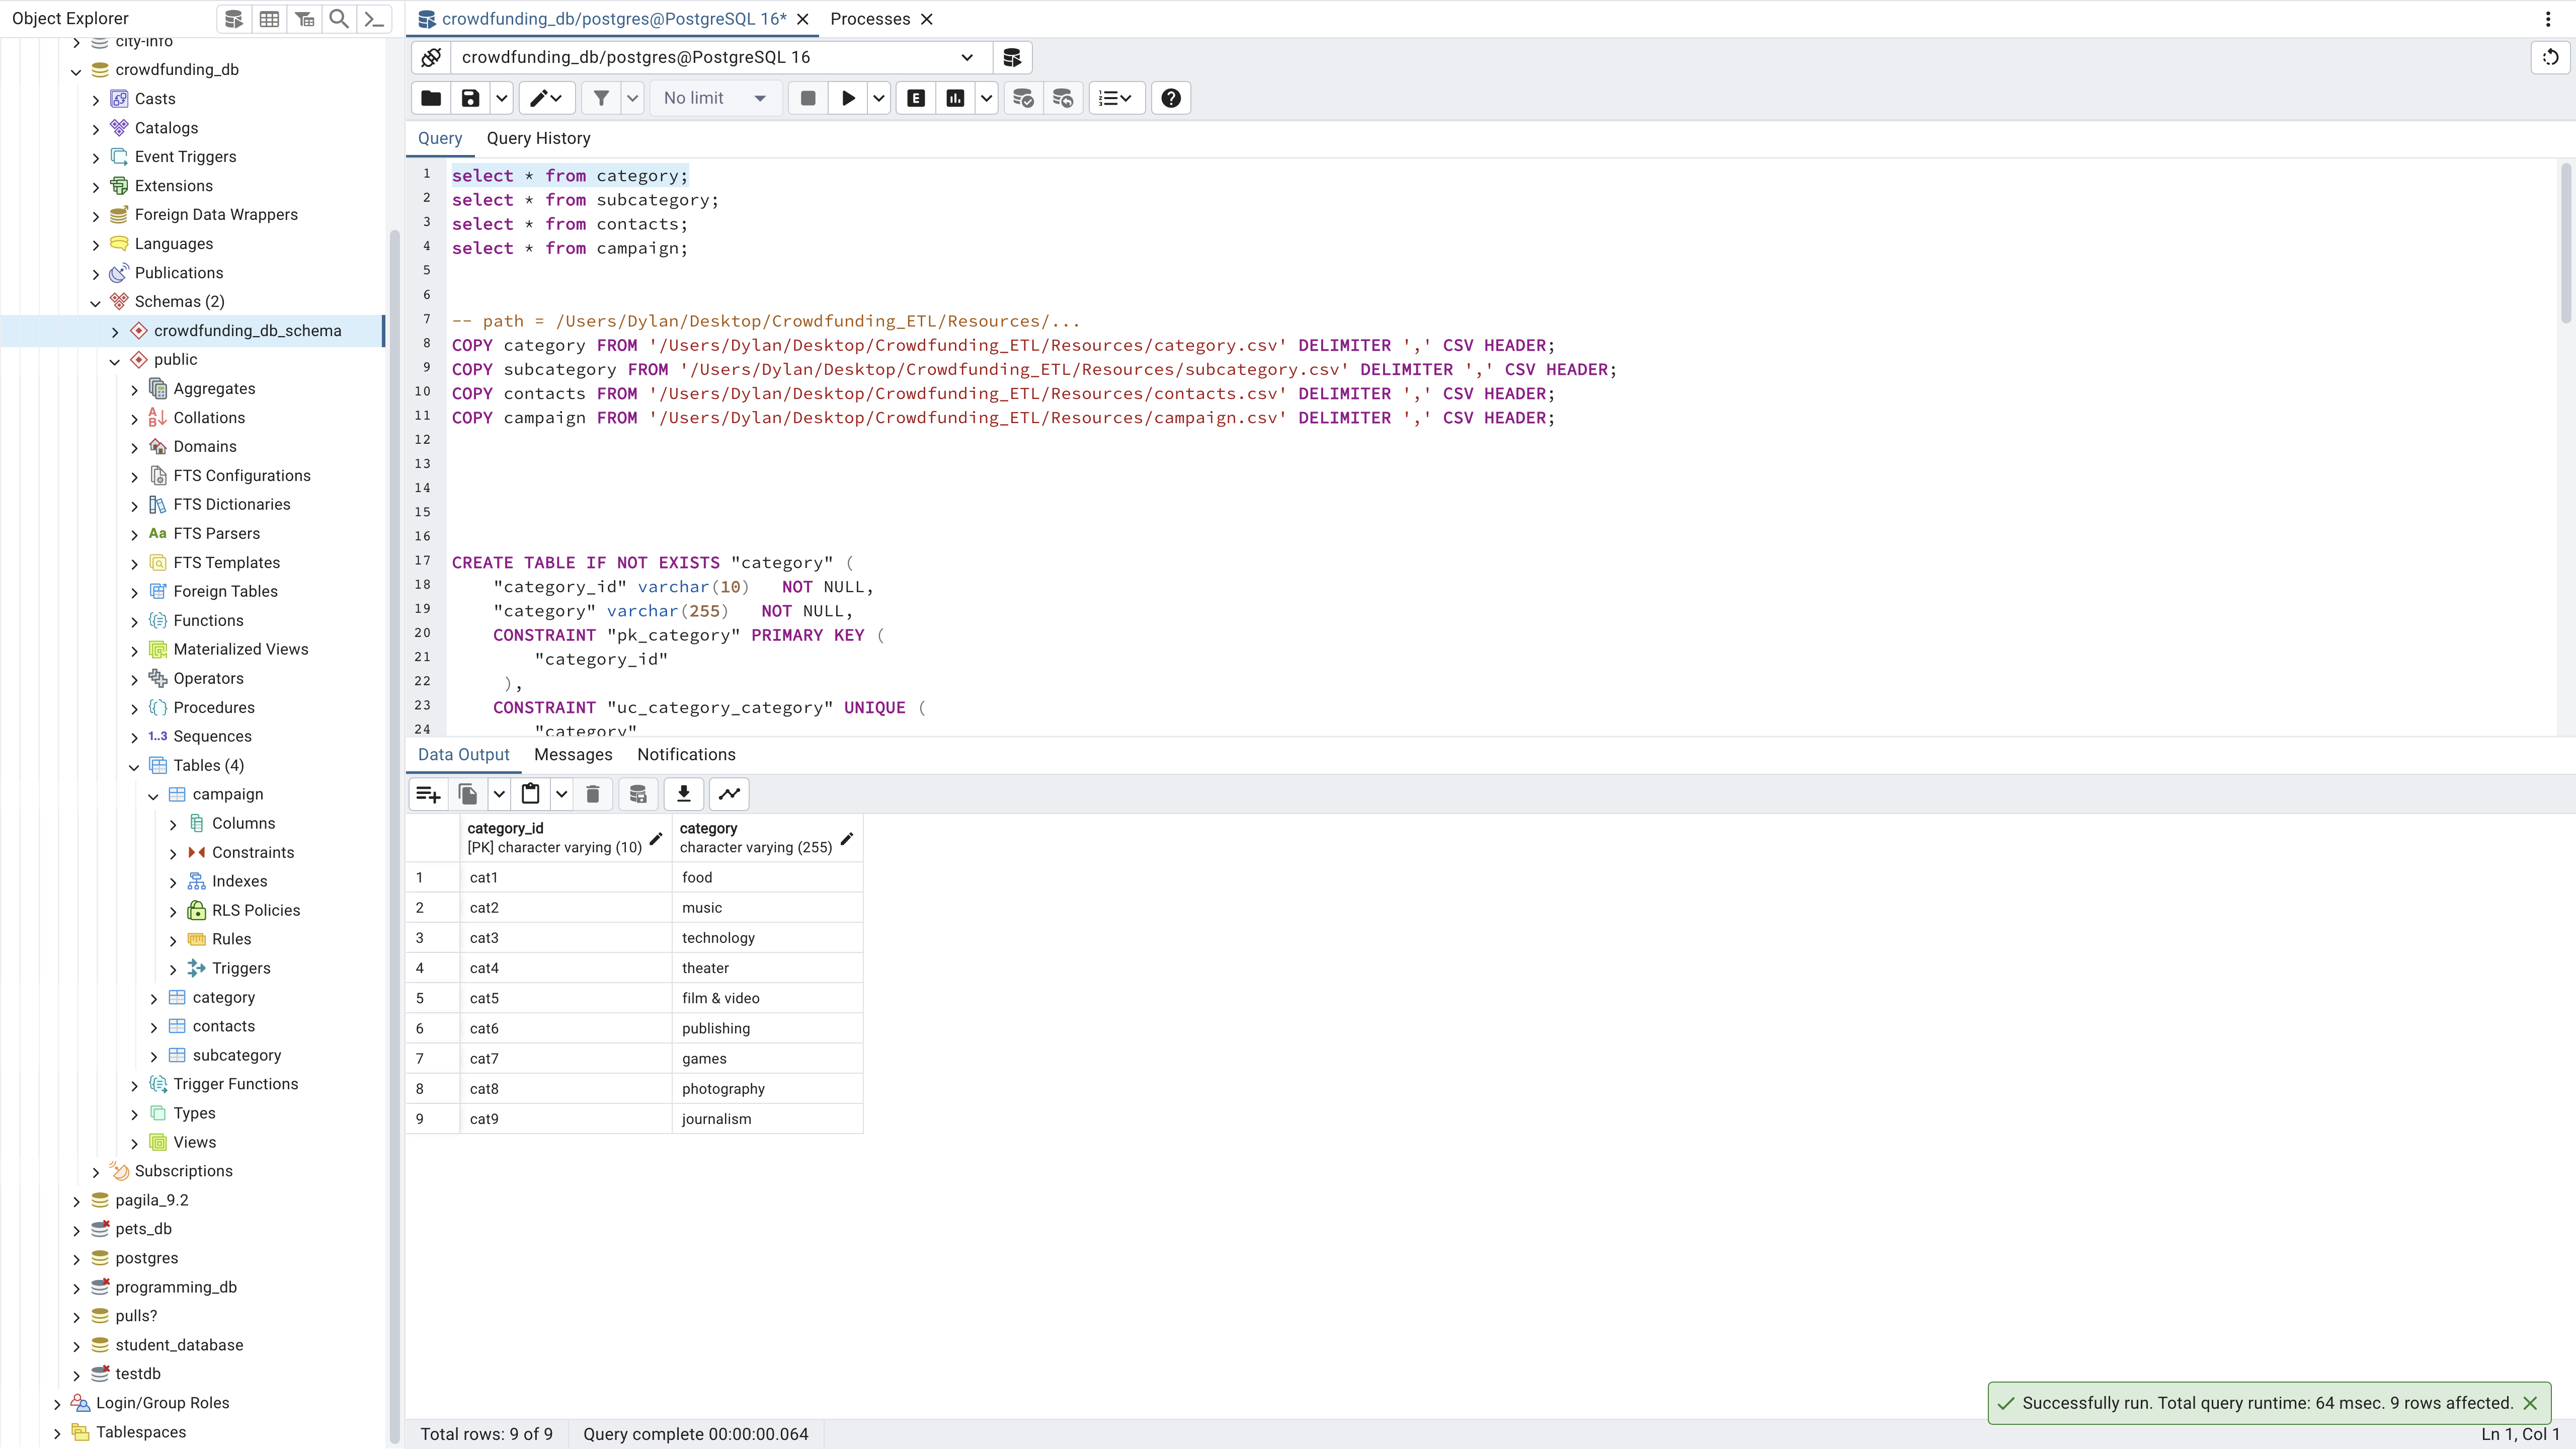 Object Explorer
city-info
crowdfunding_db
Casts
Catalogs
Event Triggers
Extensions
Foreign Data Wrappers
Languages
Publications
Schemas (2)
crowdfunding_db_schema
public
Aggregates
Collations
Domains
FTS Configurations
FTS Dictionaries
Aa FTS Parsers
FTS Templates
Foreign Tables
Functions
Materialized Views
Operators
Procedures
1..3 Sequences
Tables (4)
campaign
Columns
Constraints
Indexes
RLS Policies
Rules
Triggers
category
contacts
subcategory
Trigger Functions
Types
Views
Subscriptions
pagila_9.2
pets_db
postgres
programming_db
pulls?
student_database
testdb
Login/Group Roles
Tablespaces
crowdfunding_db/postgres@PostgreSQL 16*
Processes
crowdfunding_db/postgres@PostgreSQL 16
No limit
E
Query Query History
1 select * from category;
2 select * from subcategory;
3 select * from contacts;
4 select * from campaign;
5
6
7 -- path = /Users/Dylan/Desktop/Crowdfunding_ETL/Resources/...
8 COPY category FROM '/Users/Dylan/Desktop/Crowdfunding_ETL/Resources/category.csv' DELIMITER ',' CSV HEADER;
9 COPY subcategory FROM '/Users/Dylan/Desktop/Crowdfunding_ETL/Resources/subcategory.csv' DELIMITER ',' CSV HEADER;
10 COPY contacts FROM '/Users/Dylan/Desktop/Crowdfunding_ETL/Resources/contacts.csv' DELIMITER ',' CSV HEADER;
11 COPY campaign FROM '/Users/Dylan/Desktop/Crowdfunding_ETL/Resources/campaign.csv' DELIMITER ',' CSV HEADER;
12
13
14
15
16
17 CREATE TABLE IF NOT EXISTS "category" (
18 "category_id" varchar(10) NOT NULL,
19 "category" varchar(255) NOT NULL,
20 CONSTRAINT "pk_category" PRIMARY KEY (
21 "category_id"
22 ),
23 CONSTRAINT "uc_category_category" UNIQUE (
24 "category"
Data Output Messages Notifications
category_id category
[PK] character varying (10) character varying (255)
1 cat1 food
2 cat2 music
3 cat3 technology
4 cat4 theater
5 cat5 film & video
6 cat6 publishing
7 cat7 games
8 cat8 photography
9 cat9 journalism
Successfully run. Total query runtime: 64 msec. 9 rows affected.
Total rows: 9 of 9 Query complete 00:00:00.064 Ln 1, Col 1